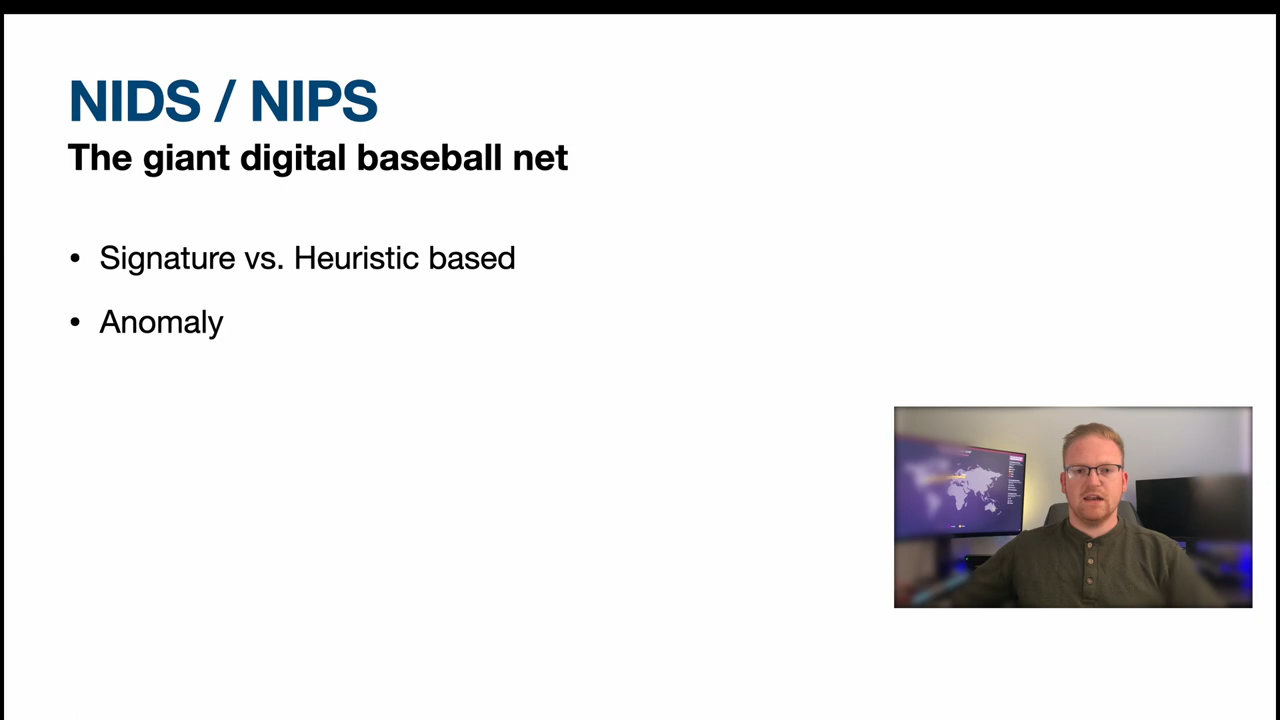 NIDS / NIPS
The giant digital baseball net
• Signature vs. Heuristic based
• Anomaly